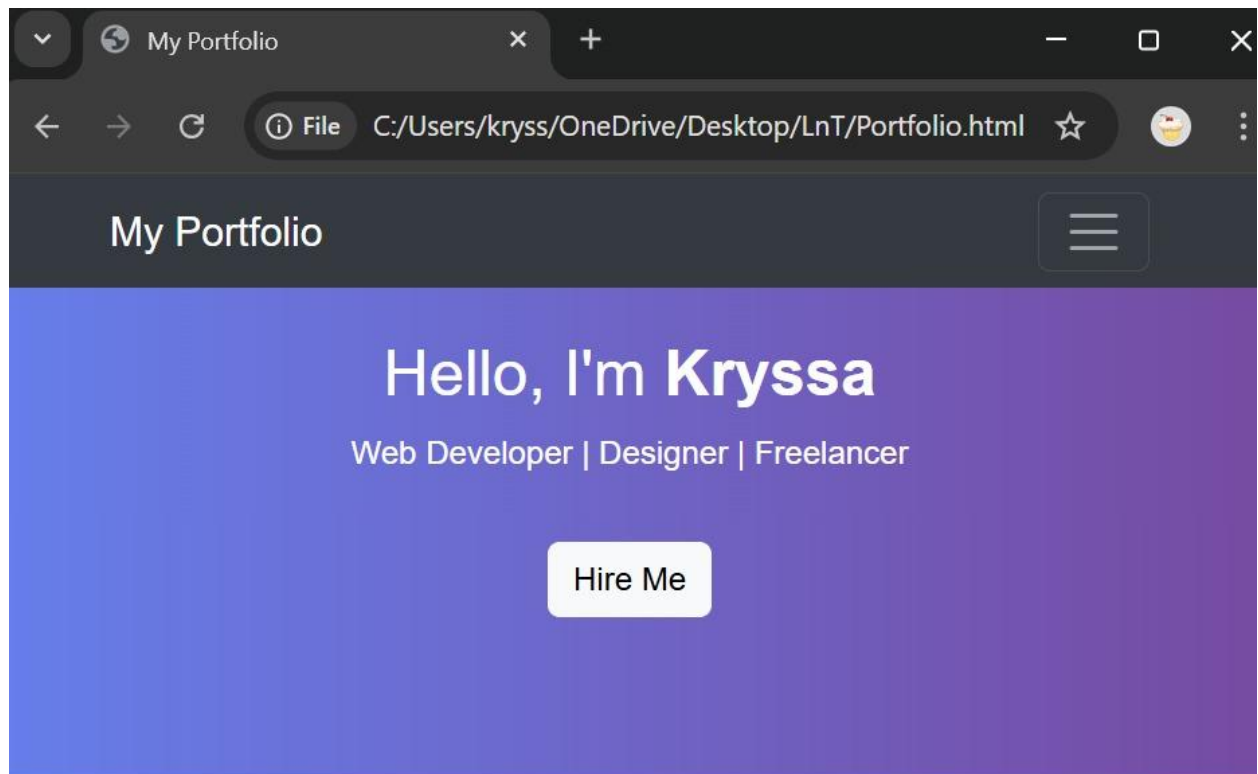 My Portfolio
File C:/Users/kryss/OneDrive/Desktop/LnT/Portfolio.html
My Portfolio
Hello, I'm Kryssa
Web Developer | Designer | Freelancer
Hire Me